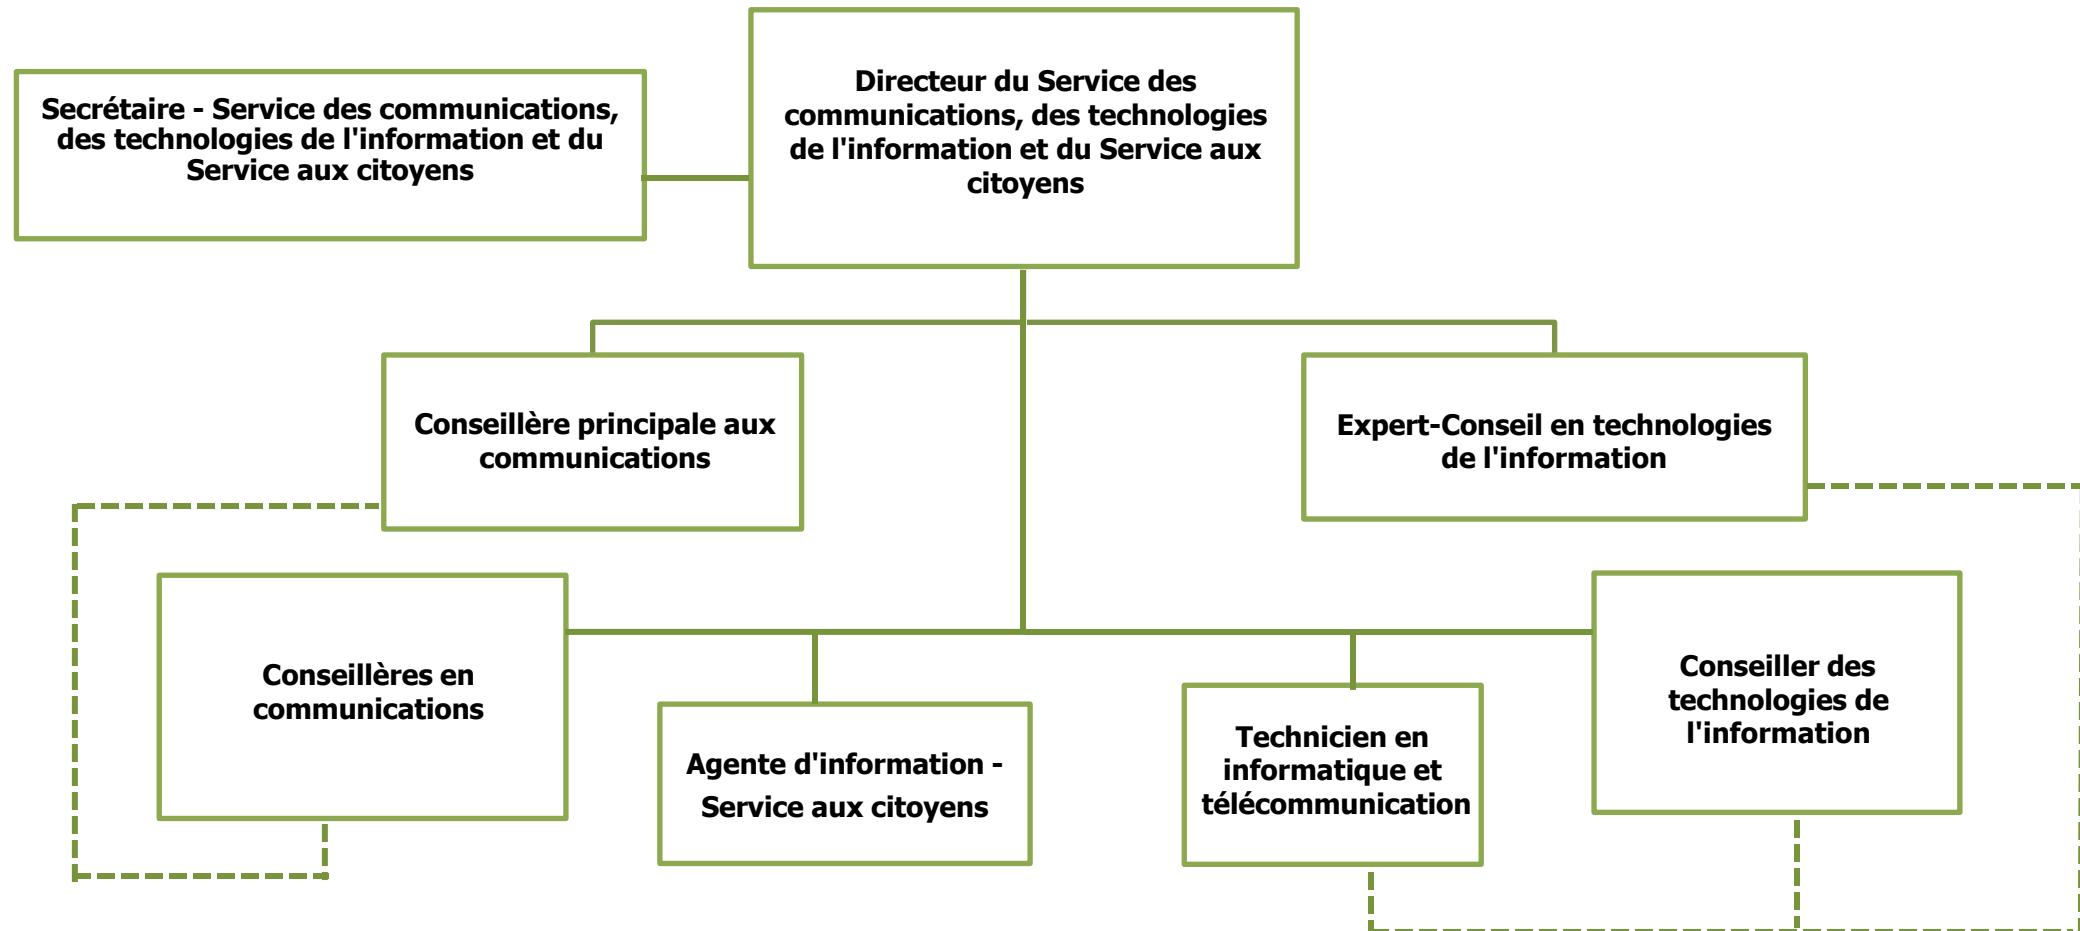 Secrétaire - Service des communications,
des technologies de l'information et du
Service aux citoyens
Directeur du Service des
communications, des technologies
de l'information et du Service aux
citoyens
Conseillère principale aux
communications
Expert-Conseil en technologies
de l'information
Conseillères en
communications
Agente d'information -
Service aux citoyens
Technicien en
informatique et
télécommunication
Conseiller des
technologies de
l'information